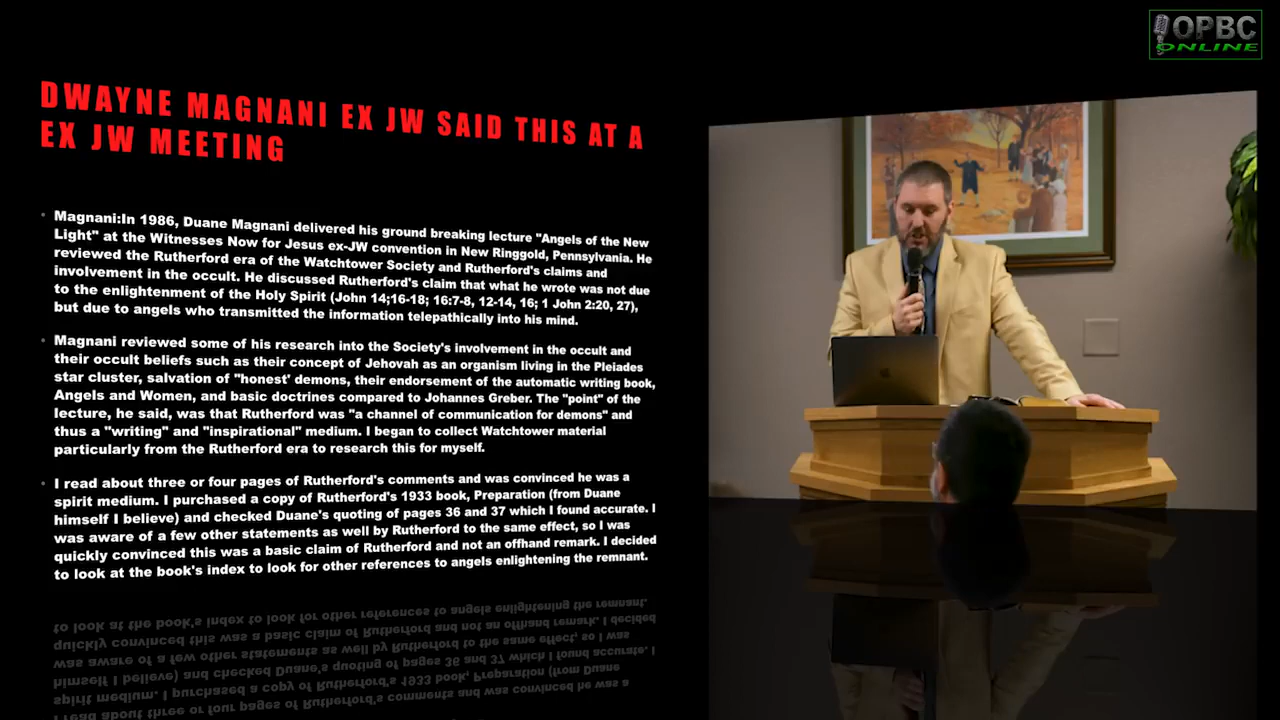 OPBC
ONLINE
DWAYNE MAGNANI EX JW SAID THIS AT A
EX JW MEETING
• Magnani:In 1986, Duane Magnani delivered his ground breaking lecture "Angels of the New
Light" at the Witnesses Now for Jesus ex-JW convention in New Ringgold, Pennsylvania. He
reviewed the Rutherford era of the Watchtower Society and Rutherford's claims and
involvement in the occult. He discussed Rutherford's claim that what he wrote was not due
to the enlightenment of the Holy Spirit (John 14;16-18; 16:7-8, 12-14, 16; 1 John 2:20, 27),
but due to angels who transmitted the information telepathically into his mind.
• Magnani reviewed some of his research into the Society's involvement in the occult and
their occult beliefs such as their concept of Jehovah as an organism living in the Pleiades
star cluster, salvation of "honest' demons, their endorsement of the automatic writing book,
Angels and Women, and basic doctrines compared to Johannes Greber. The "point" of the
lecture, he said, was that Rutherford was "a channel of communication for demons" and
thus a "writing" and "inspirational" medium. I began to collect Watchtower material
particularly from the Rutherford era to research this for myself.
• I read about three or four pages of Rutherford's comments and was convinced he was a
spirit medium. I purchased a copy of Rutherford's 1933 book, Preparation (from Duane
himself I believe) and checked Duane's quoting of pages 36 and 37 which I found accurate. I
was aware of a few other statements as well by Rutherford to the same effect, so I was
quickly convinced this was a basic claim of Rutherford and not an offhand remark. I decided
to look at the book's index to look for other references to angels enlightening the remnant.